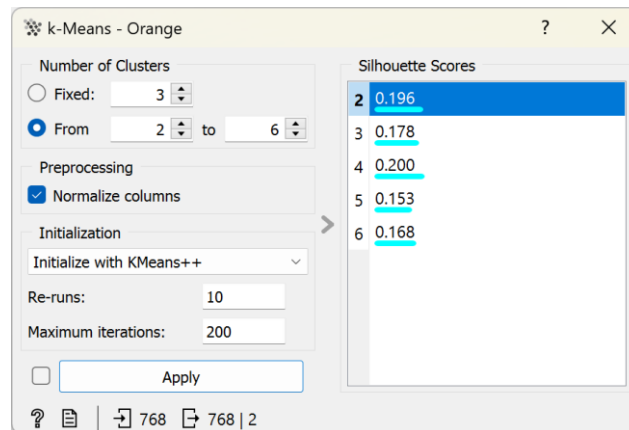 k-Means - Orange ? ×
Number of Clusters
Fixed: 3
From 2 to 6
Preprocessing
Normalize columns
Initialization
Initialize with KMeans++
Re-runs: 10
Maximum iterations: 200
Apply
? 768 768 | 2
Silhouette Scores
2 0.196
3 0.178
4 0.200
5 0.153
6 0.168